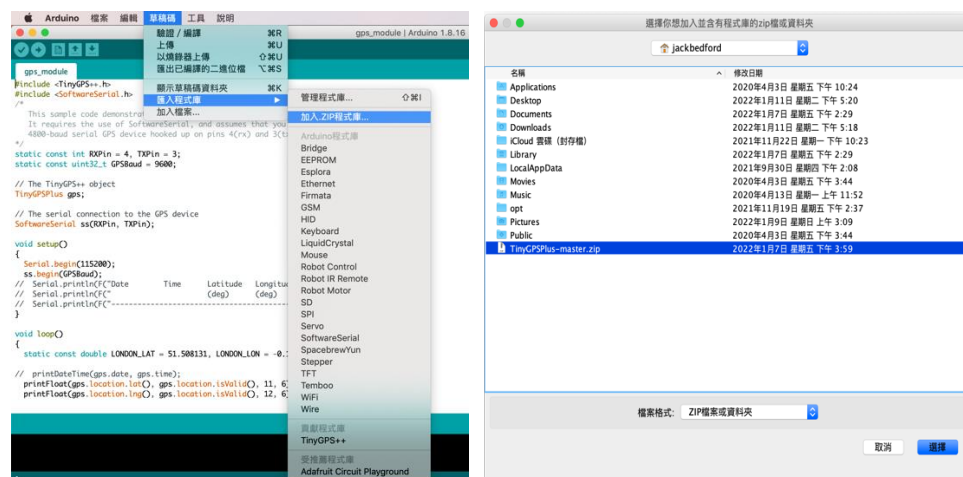 Arduino 檔案 編輯 草稿碼 工具 說明
gps_module | Arduino 1.8.16
驗證 / 編譯 ⌘R
上傳 ⌘U
以燒錄器上傳 ⇧⌘U
匯出已編譯的二進位檔 ⌥⌘S
顯示草稿碼資料夾 ⌘K
匯入程式庫 ▶
加入檔案...
管理程式庫... ⇧⌘I
加入.ZIP程式庫...
Arduino程式庫
Bridge
EEPROM
Esplora
Ethernet
Firmata
GSM
HID
Keyboard
LiquidCrystal
Mouse
Robot Control
Robot IR Remote
Robot Motor
SD
SPI
Servo
SoftwareSerial
SpacebrewYun
Stepper
TFT
Temboo
WiFi
Wire
貢獻程式庫
TinyGPS++
受推薦程式庫
Adafruit Circuit Playground
gps_module
#include <TinyGPS++.h>
#include <SoftwareSerial.h>
/*
This sample code demonstrat
It requires the use of SoftwareSerial, and assumes that you
4800-baud serial GPS device hooked up on pins 4(rx) and 3(t
*/
static const int RXPin = 4, TXPin = 3;
static const uint32_t GPSBaud = 9600;
// The TinyGPS++ object
TinyGPSPlus gps;
// The serial connection to the GPS device
SoftwareSerial ss(RXPin, TXPin);
void setup()
{
Serial.begin(115200);
ss.begin(GPSBaud);
// Serial.println(F("Date Time Latitude Longitu
// Serial.println(F(" (deg) (deg)
// Serial.println(F("----------------------------------------
}
void loop()
{
static const double LONDON_LAT = 51.508131, LONDON_LON = -0.
// printDateTime(gps.date, gps.time);
printFloat(gps.location.lat(), gps.location.isValid(), 11, 6
printFloat(gps.location.lng(), gps.location.isValid(), 12, 6
選擇你想加入並含有程式庫的zip檔或資料夾
jackbedford
名稱 修改日期
Applications 2020年4月3日 星期五 下午 10:24
Desktop 2022年1月11日 星期二 下午 5:20
Documents 2022年1月7日 星期五 下午 2:29
Downloads 2022年1月11日 星期二 下午 5:18
iCloud 雲碟（封存檔） 2021年11月22日 星期一 下午 10:23
Library 2022年1月7日 星期五 下午 2:29
LocalAppData 2021年9月30日 星期四 下午 2:08
Movies 2020年4月3日 星期五 下午 3:44
Music 2020年4月13日 星期一 上午 11:52
opt 2021年11月19日 星期五 下午 2:37
Pictures 2022年1月9日 星期日 上午 3:09
Public 2020年4月3日 星期五 下午 3:44
TinyGPSPlus-master.zip 2022年1月7日 星期五 下午 3:59
檔案格式: ZIP檔案或資料夾
取消 選擇